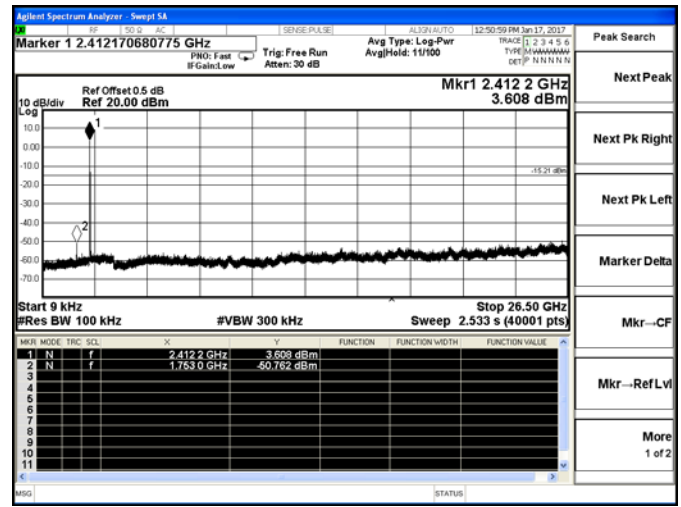 Agilent Spectrum Analyzer - Swept SA
RF 50 Ω AC SENSE:PULSE ALIGN AUTO 12:50:59 PM Jan 17, 2017
Marker 1 2.412170680775 GHz
PNO: Fast
IFGain:Low
Trig: Free Run
Atten: 30 dB
Avg Type: Log-Pwr
Avg|Hold: 11/100
TRACE 1 2 3 4 5 6
TYPE
DET P N N N N N
Peak Search
Ref Offset 0.5 dB
10 dB/div Ref 20.00 dBm
Log
Mkr1 2.412 2 GHz
3.608 dBm
10.0
0.00
-10.0
-20.0
-30.0
-40.0
-50.0
-60.0
-70.0
1
2
-15.21 dBm
Start 9 kHz Stop 26.50 GHz
#Res BW 100 kHz #VBW 300 kHz Sweep 2.533 s (40001 pts)
MKR MODE TRC SCL X Y FUNCTION FUNCTION WIDTH FUNCTION VALUE
1 N f 2.412 2 GHz 3.608 dBm
2 N f 1.753 0 GHz -50.762 dBm
3
4
5
6
7
8
9
10
11
MSG STATUS
Next Peak
Next Pk Right
Next Pk Left
Marker Delta
Mkr→CF
Mkr→Ref Lvl
More
1 of 2